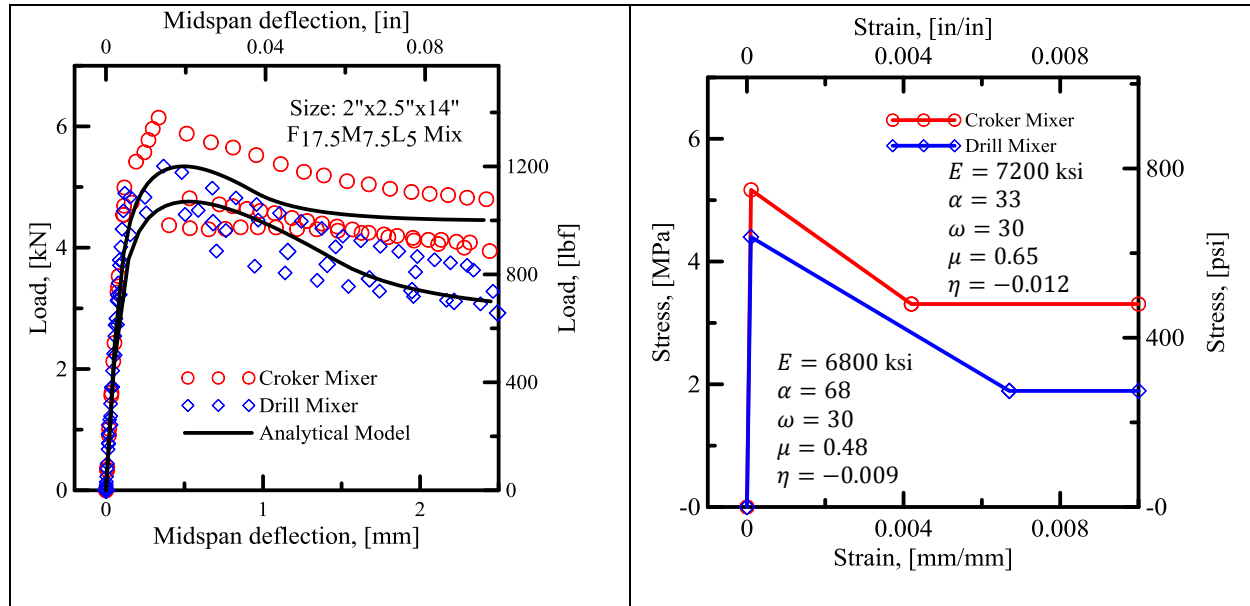 Midspan deflection, [in]
0 0.04 0.08
Size: 2"x2.5"x14"
F17.5M7.5L5 Mix
Load, [kN]
6
4
2
0
Load, [lbf]
1200
800
400
0
Croker Mixer
Drill Mixer
Analytical Model
0 1 2
Midspan deflection, [mm]
Strain, [in/in]
0 0.004 0.008
Croker Mixer
Drill Mixer
E = 7200 ksi
α = 33
ω = 30
μ = 0.65
η = −0.012
Stress, [MPa]
6
4
2
-0
Stress, [psi]
800
400
-0
E = 6800 ksi
α = 68
ω = 30
μ = 0.48
η = −0.009
0 0.004 0.008
Strain, [mm/mm]